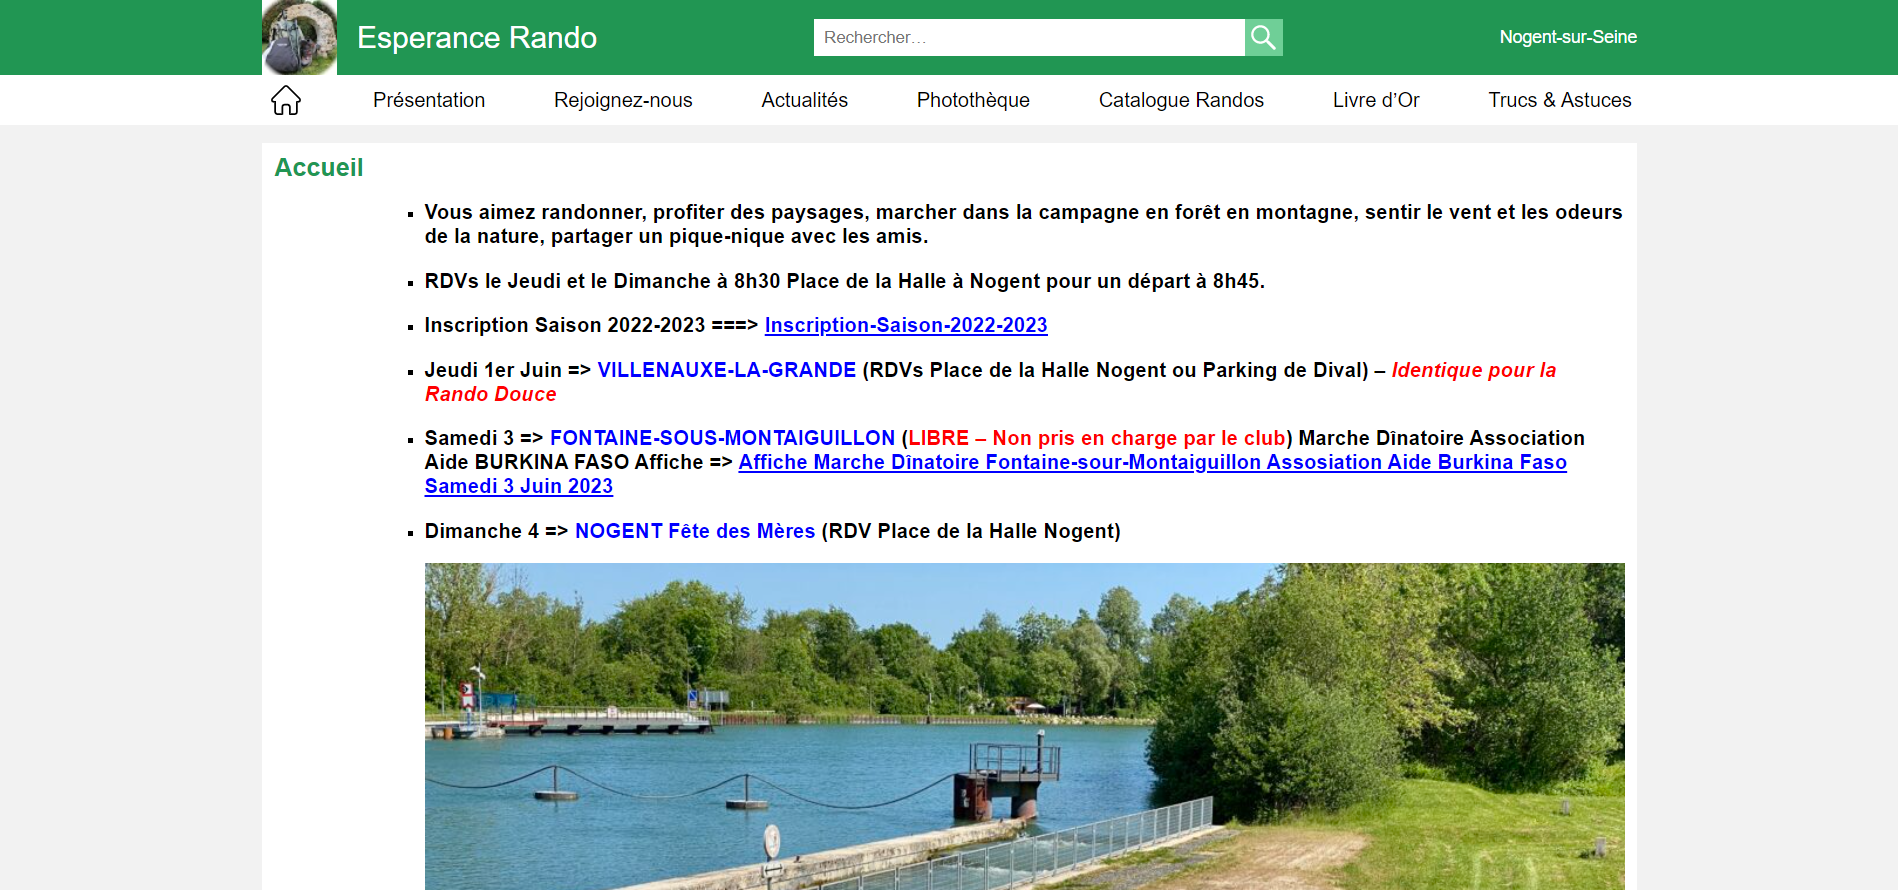 Esperance Rando
Rechercher…
Nogent-sur-Seine
Présentation
Rejoignez-nous
Actualités
Photothèque
Catalogue Randos
Livre d’Or
Trucs & Astuces
Accueil
Vous aimez randonner, profiter des paysages, marcher dans la campagne en forêt en montagne, sentir le vent et les odeurs
de la nature, partager un pique-nique avec les amis.
RDVs le Jeudi et le Dimanche à 8h30 Place de la Halle à Nogent pour un départ à 8h45.
Inscription Saison 2022-2023 ===> Inscription-Saison-2022-2023
Jeudi 1er Juin => VILLENAUXE-LA-GRANDE (RDVs Place de la Halle Nogent ou Parking de Dival) – Identique pour la
Rando Douce
Samedi 3 => FONTAINE-SOUS-MONTAIGUILLON (LIBRE – Non pris en charge par le club) Marche Dînatoire Association
Aide BURKINA FASO Affiche => Affiche Marche Dînatoire Fontaine-sour-Montaiguillon Assosiation Aide Burkina Faso
Samedi 3 Juin 2023
Dimanche 4 => NOGENT Fête des Mères (RDV Place de la Halle Nogent)